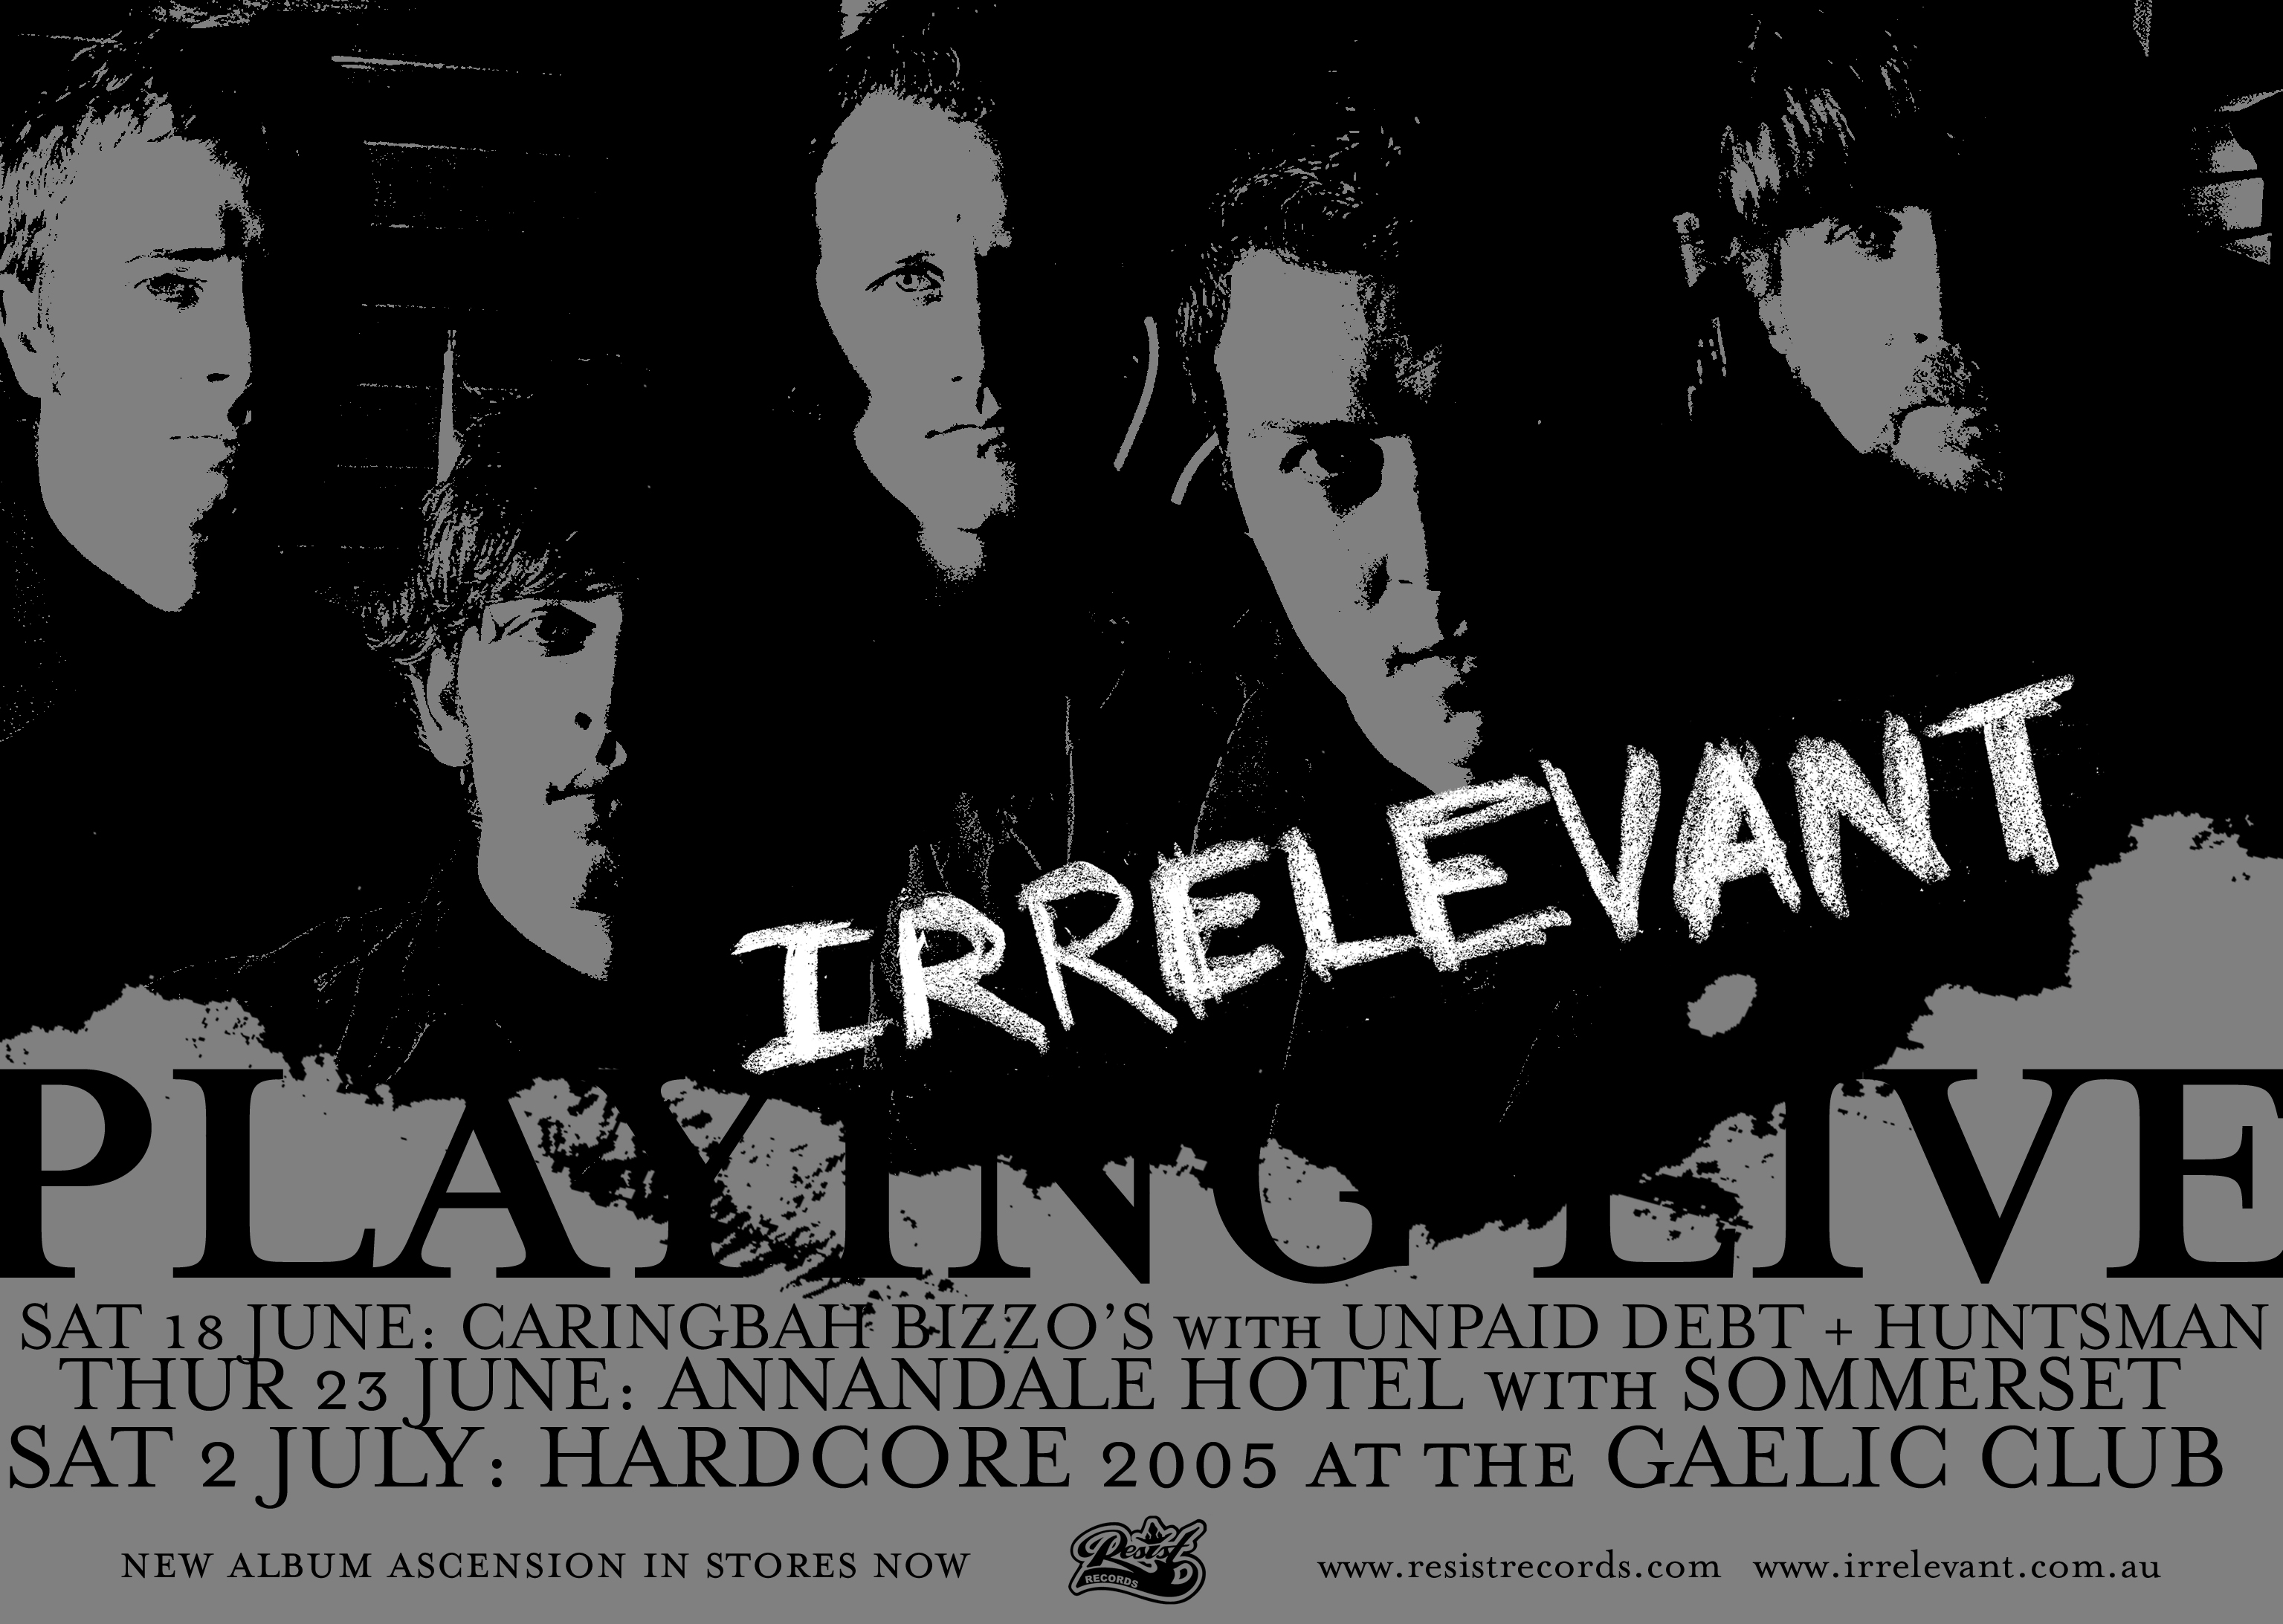 IRRELEVANT
PLAYING LIVE
SAT 18 JUNE: CARINGBAH BIZZO'S WITH UNPAID DEBT + HUNTSMAN
THUR 23 JUNE: ANNANDALE HOTEL WITH SOMMERSET
SAT 2 JULY: HARDCORE 2005 AT THE GAELIC CLUB
NEW ALBUM ASCENSION IN STORES NOW
Resist
RECORDS
www.resistrecords.com www.irrelevant.com.au